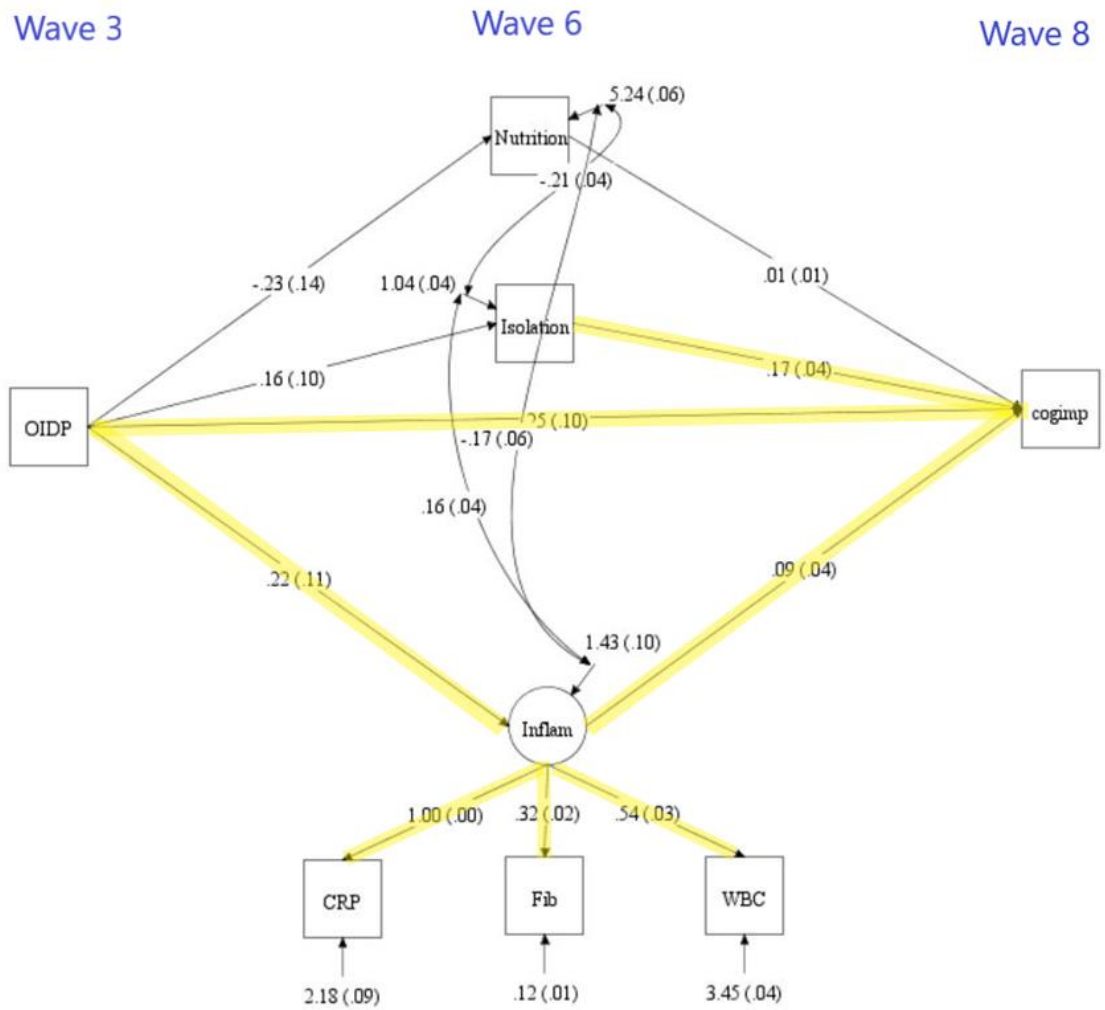 Wave 3
Wave 6
Wave 8
5.24 (.06)
Nutrition
-.21 (.04)
-.23 (.14)
.01 (.01)
1.04 (.04)
Isolation
.16 (.10)
.17 (.04)
OIDP
.25 (.10)
cogimp
-.17 (.06)
.16 (.04)
.22 (.11)
.09 (.04)
1.43 (.10)
Inflam
1.00 (.00)
.32 (.02)
.54 (.03)
CRP
Fib
WBC
2.18 (.09)
.12 (.01)
3.45 (.04)